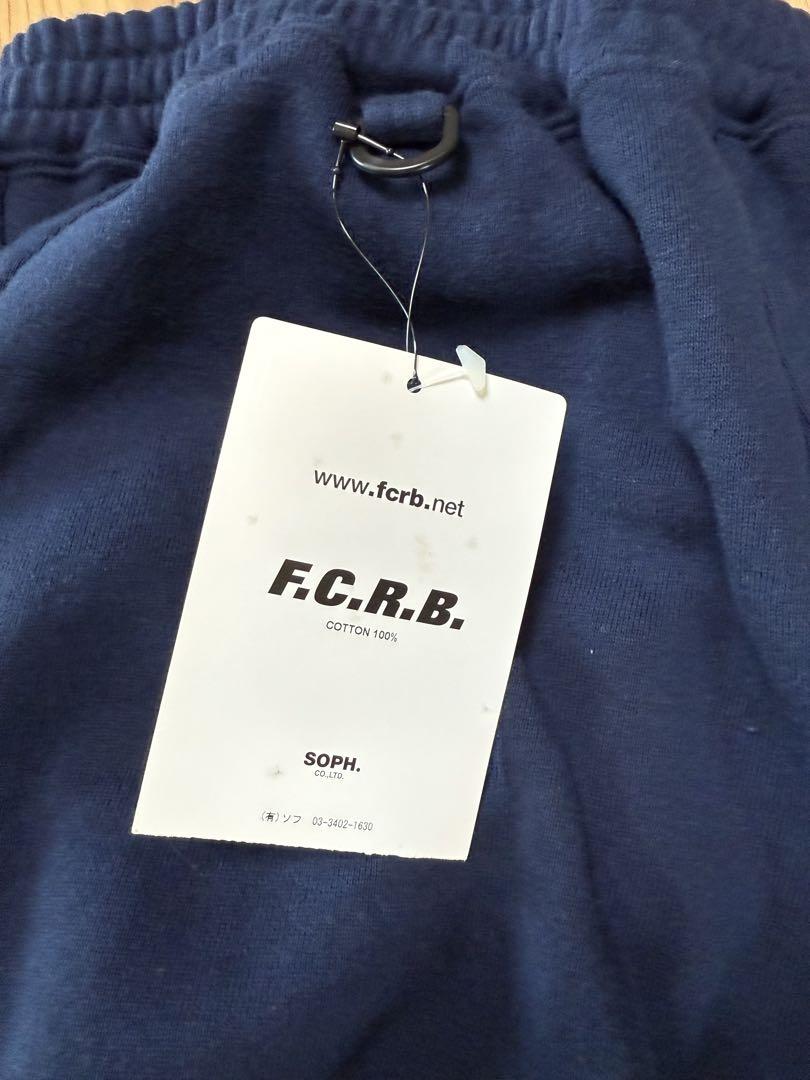 www.fcrb.net
F.C.R.B.
COTTON 100%
SOPH.
CO.,LTD.
(有)ソフ 03-3402-1630